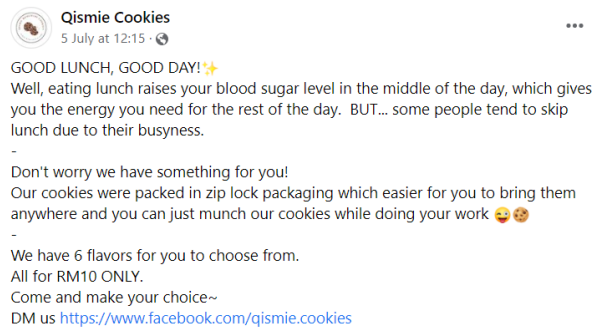 Qismie Cookies
5 July at 12:15 ·
GOOD LUNCH, GOOD DAY!✨
Well, eating lunch raises your blood sugar level in the middle of the day, which gives
you the energy you need for the rest of the day.  BUT... some people tend to skip
lunch due to their busyness.
-
Don't worry we have something for you!
Our cookies were packed in zip lock packaging which easier for you to bring them
anywhere and you can just munch our cookies while doing your work 😜🍪
-
We have 6 flavors for you to choose from.
All for RM10 ONLY.
Come and make your choice~
DM us https://www.facebook.com/qismie.cookies